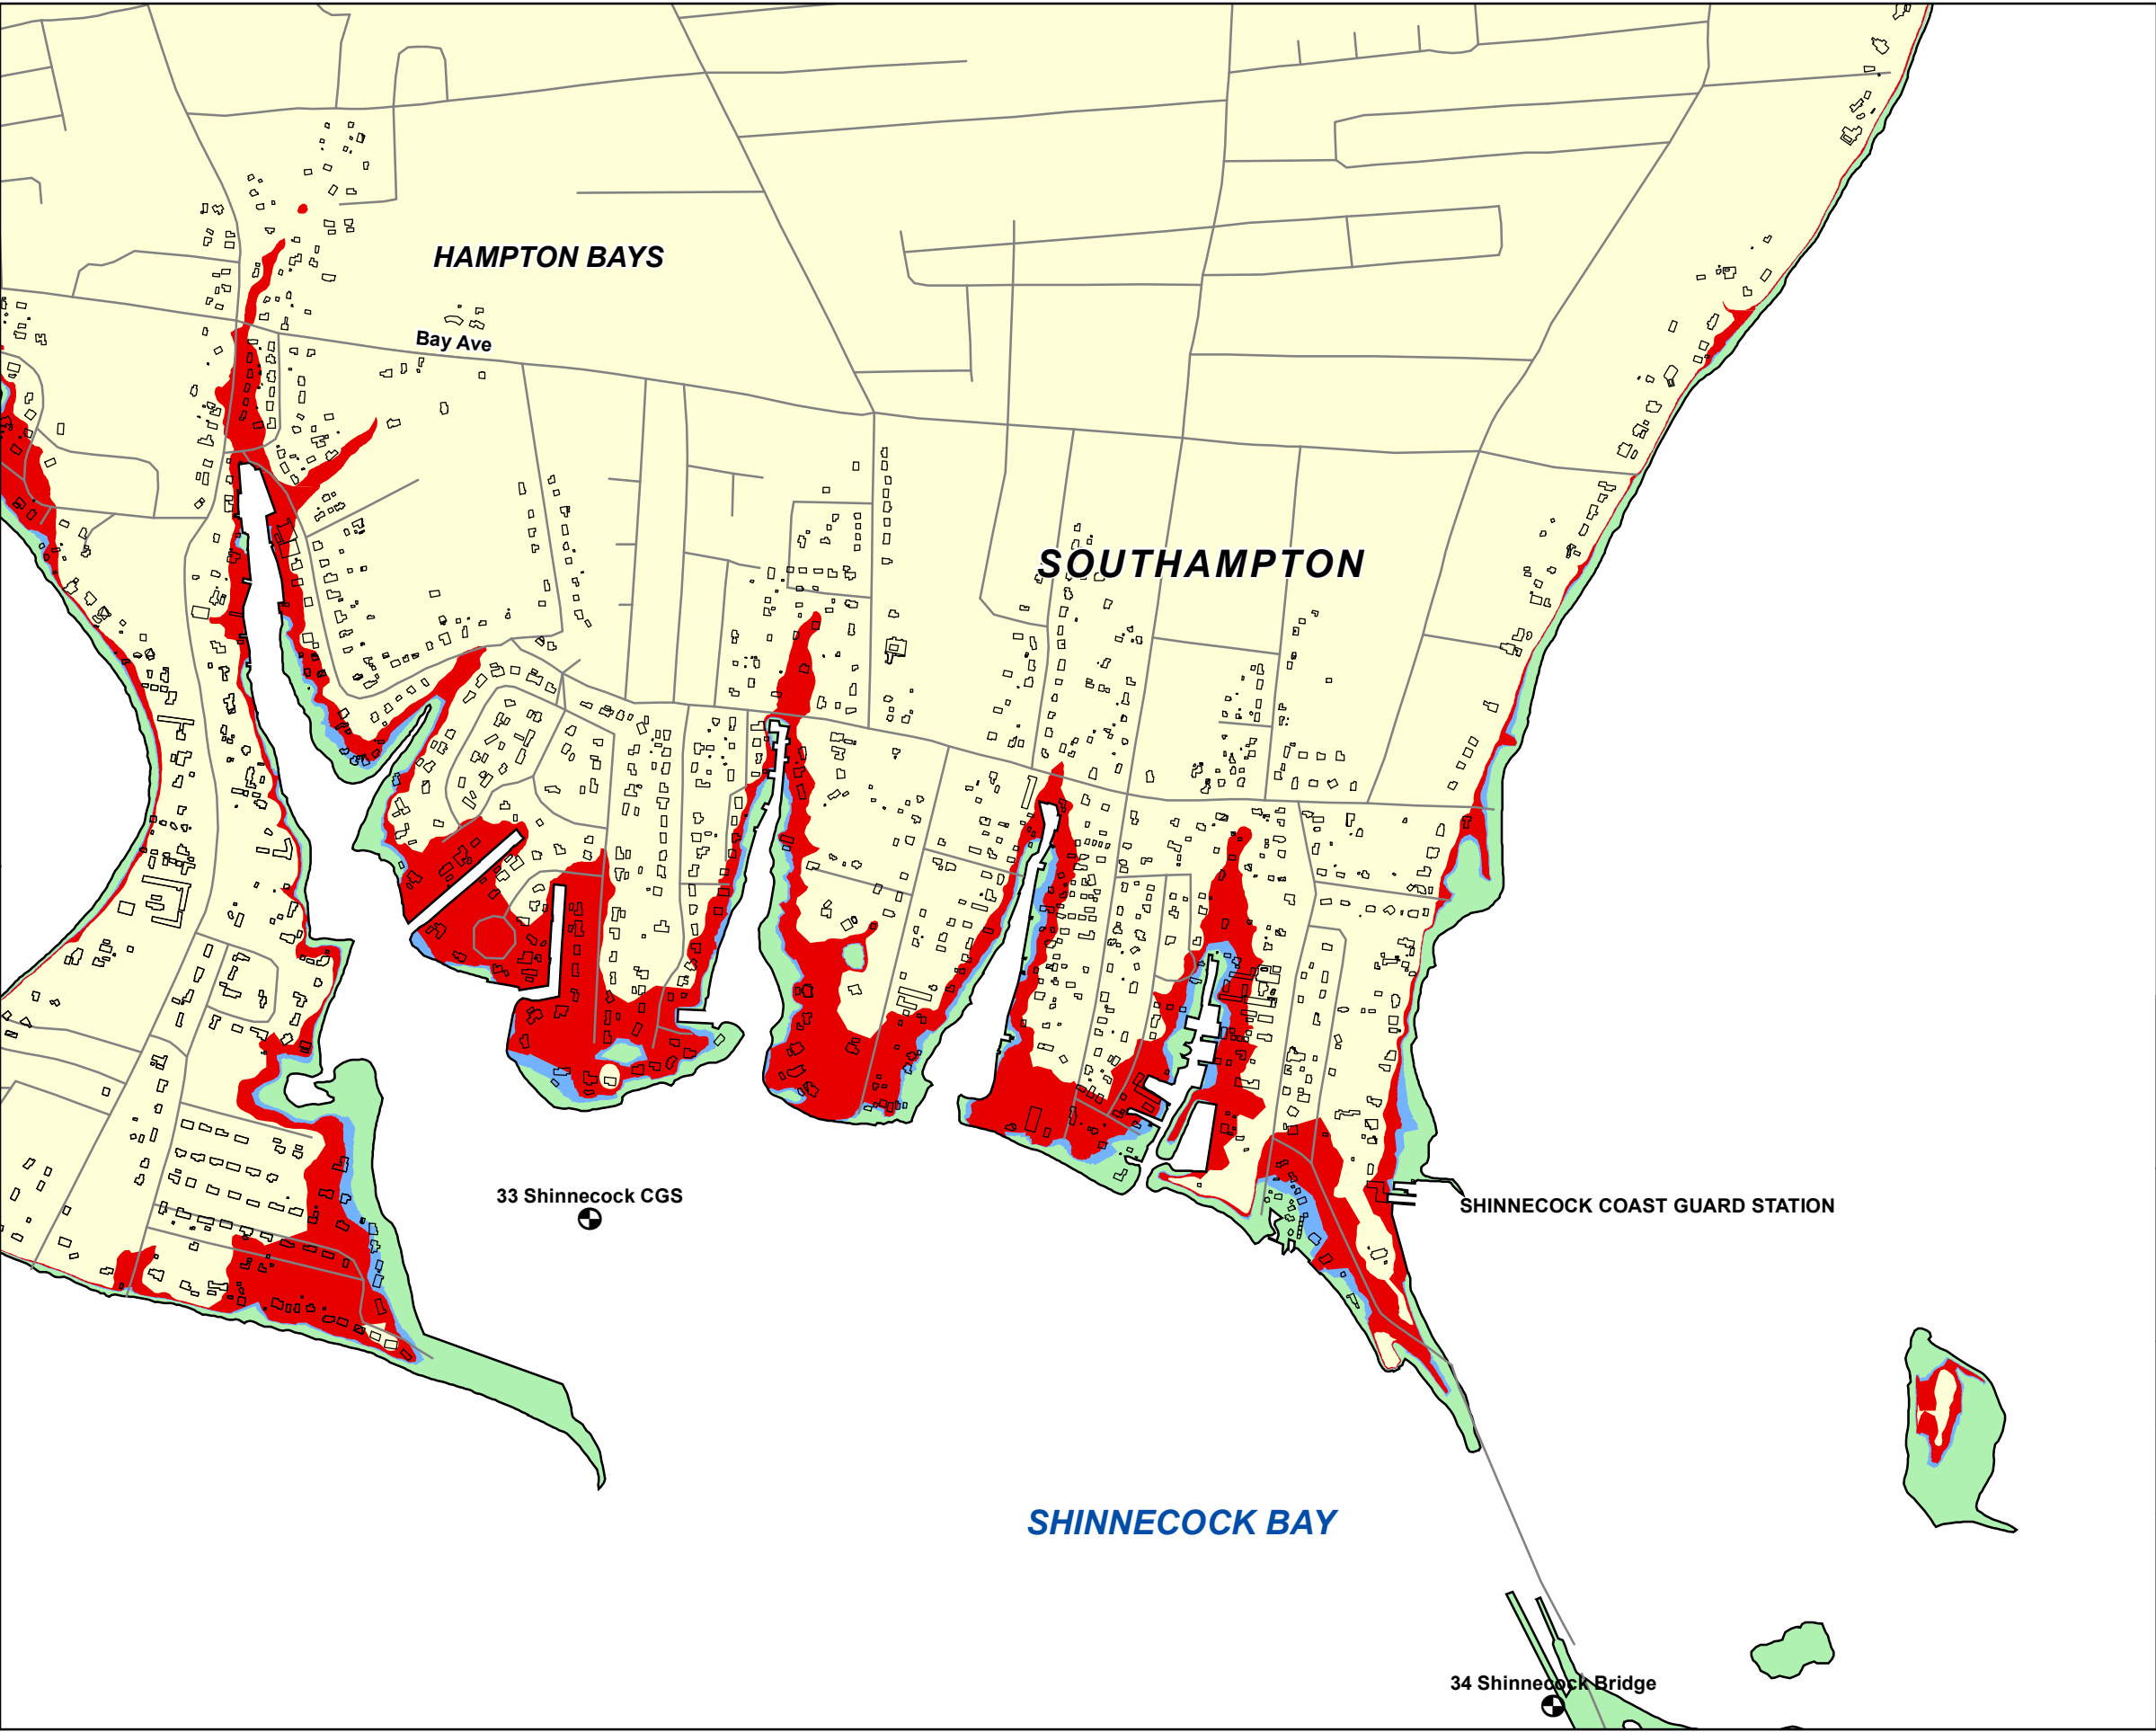 HAMPTON BAYS
Bay Ave
SOUTHAMPTON
33 Shinnecock CGS
SHINNECOCK COAST GUARD STATION
SHINNECOCK BAY
34 Shinnecock Bridge